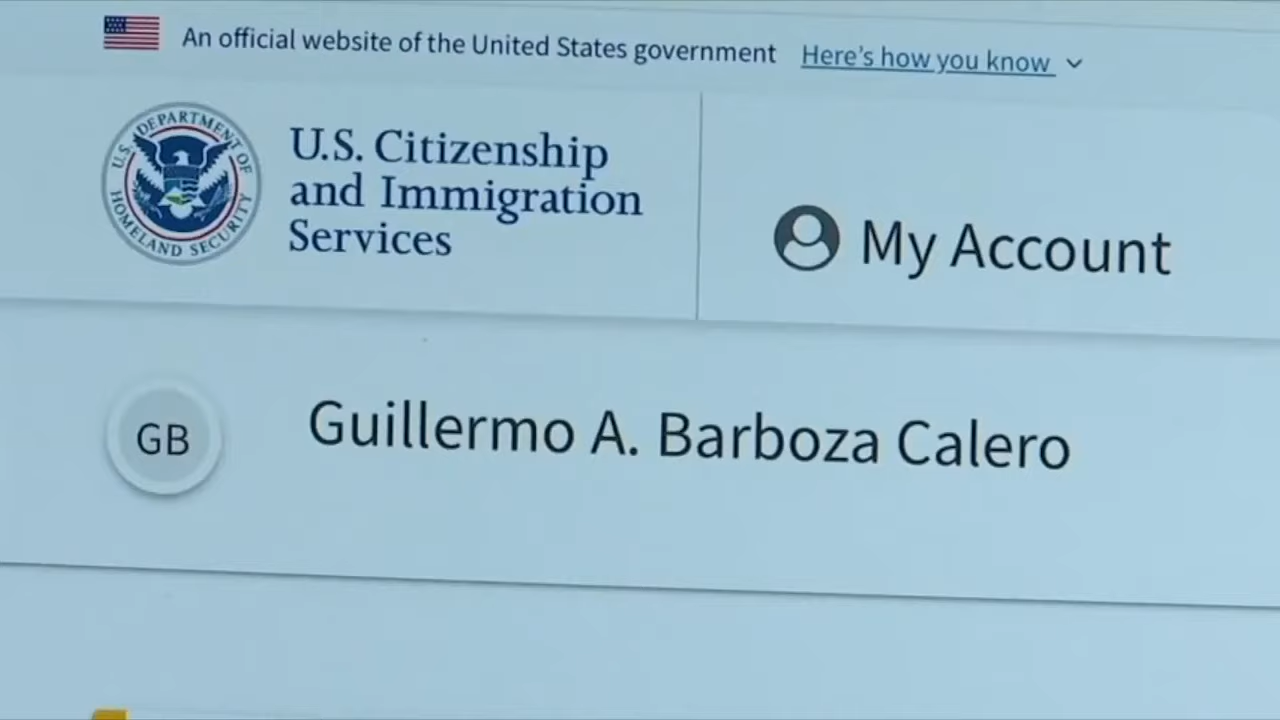 An official website of the United States government Here's how you know
U.S. DEPARTMENT OF HOMELAND SECURITY
U.S. Citizenship
and Immigration
Services
My Account
GB
Guillermo A. Barboza Calero